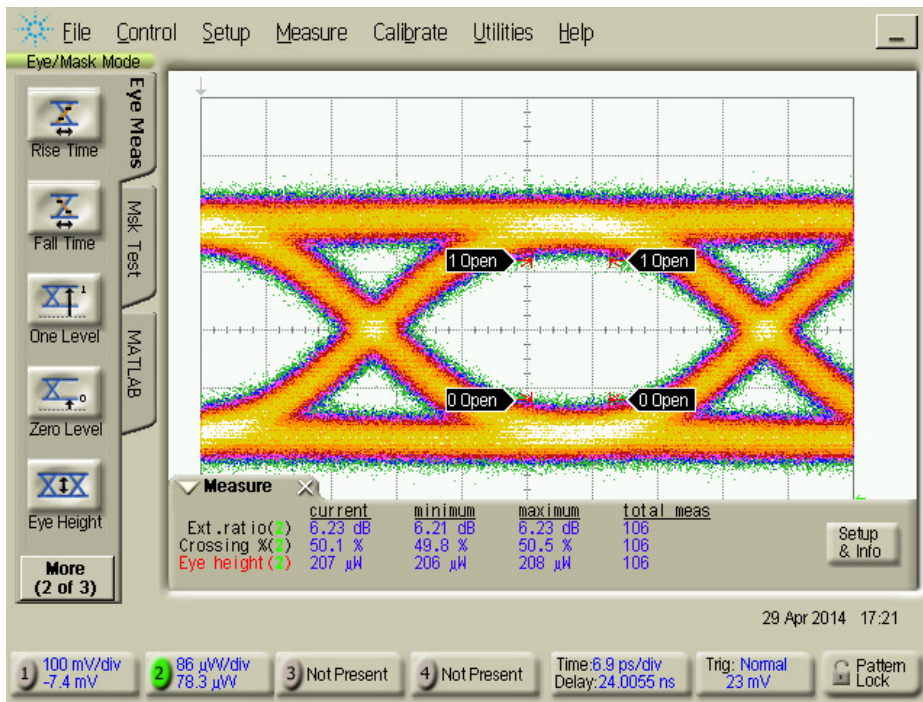 File Control Setup Measure Calibrate Utilities Help
Eye/Mask Mode
Eye Meas
Msk Test
MATLAB
Rise Time
Fall Time
1
One Level
0
Zero Level
Eye Height
More
(2 of 3)
1 Open 1 Open
0 Open 0 Open
Measure
current minimum maximum total meas
Ext.ratio(2) 6.23 dB 6.21 dB 6.23 dB 106
Crossing %(2) 50.1 % 49.8 % 50.5 % 106
Eye height(2) 207 µW 206 µW 208 µW 106
Setup
& Info
29 Apr 2014 17:21
1 100 mV/div
-7.4 mV
2 86 µW/div
78.3 µW
3 Not Present
4 Not Present
Time:6.9 ps/div
Delay:24.0055 ns
Trig: Normal
23 mV
Pattern
Lock